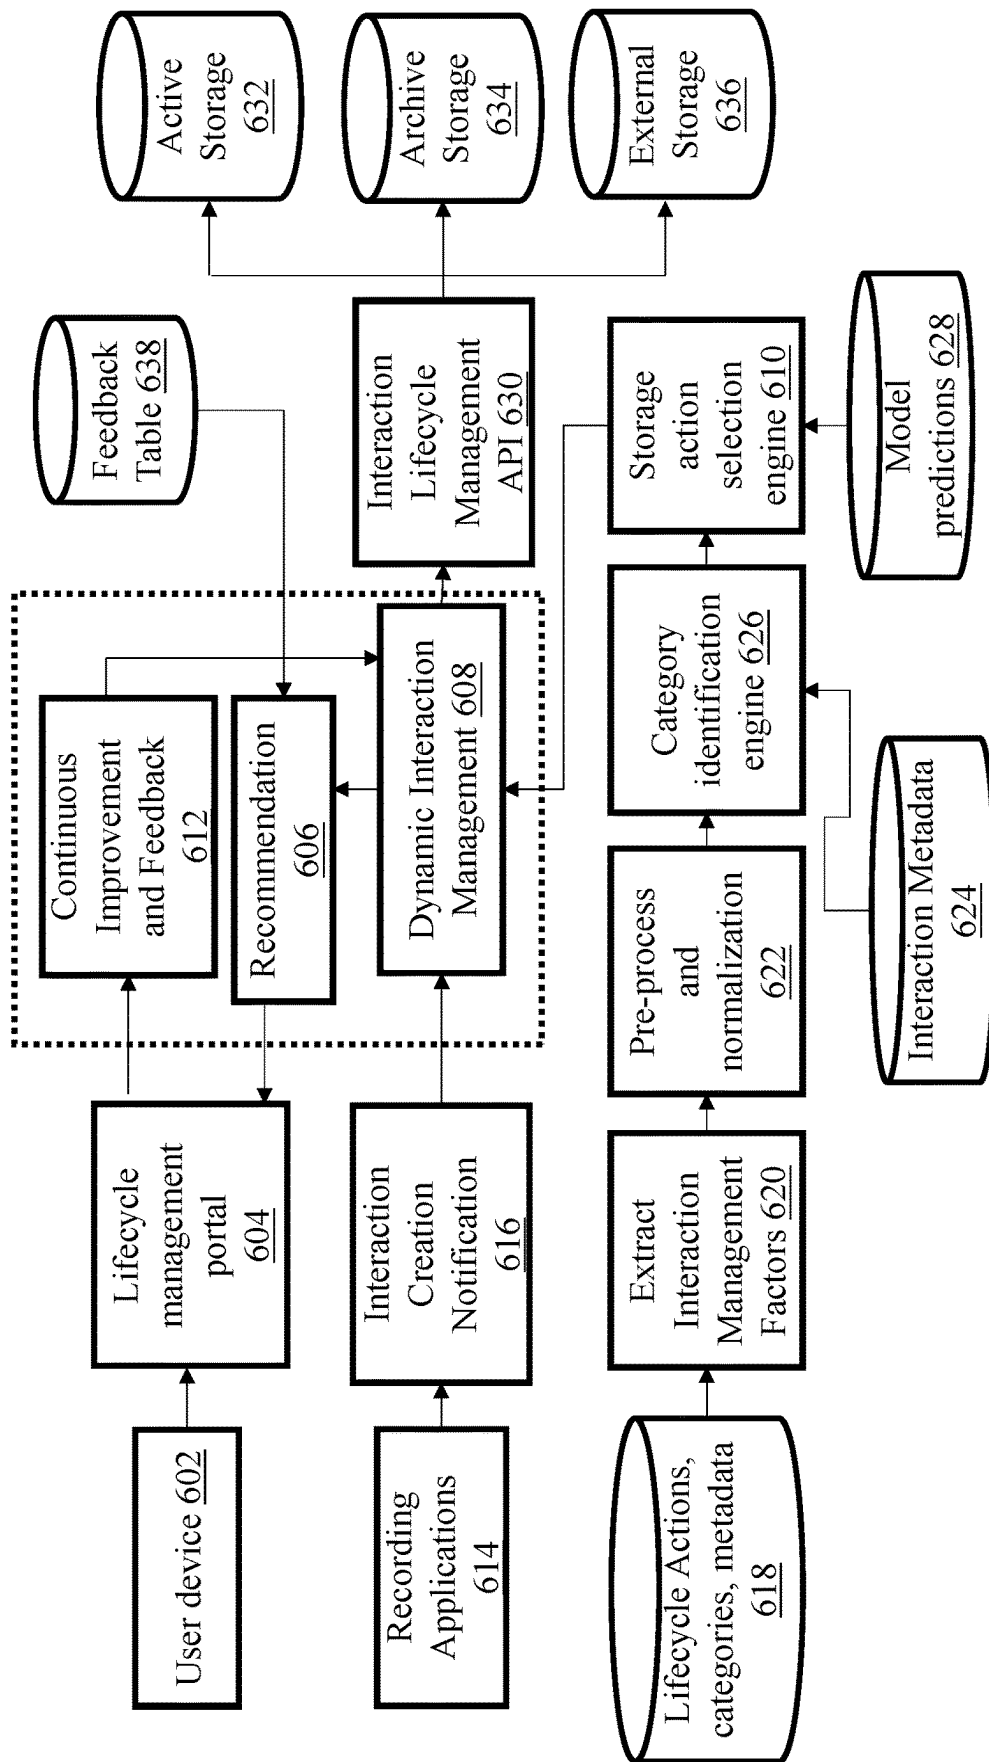 User device 602
Lifecycle
management
portal
604
Continuous
Improvement
and Feedback
612
Recommendation
606
Dynamic Interaction
Management 608
Feedback
Table 638
Active
Storage
632
Recording
Applications
614
Interaction
Creation
Notification
616
Interaction
Lifecycle
Management
API 630
Archive
Storage
634
External
Storage
636
Lifecycle Actions,
categories, metadata
618
Extract
Interaction
Management
Factors 620
Pre-process
and
normalization
622
Category
identification
engine 626
Storage
action
selection
engine 610
Interaction Metadata
624
Model
predictions 628